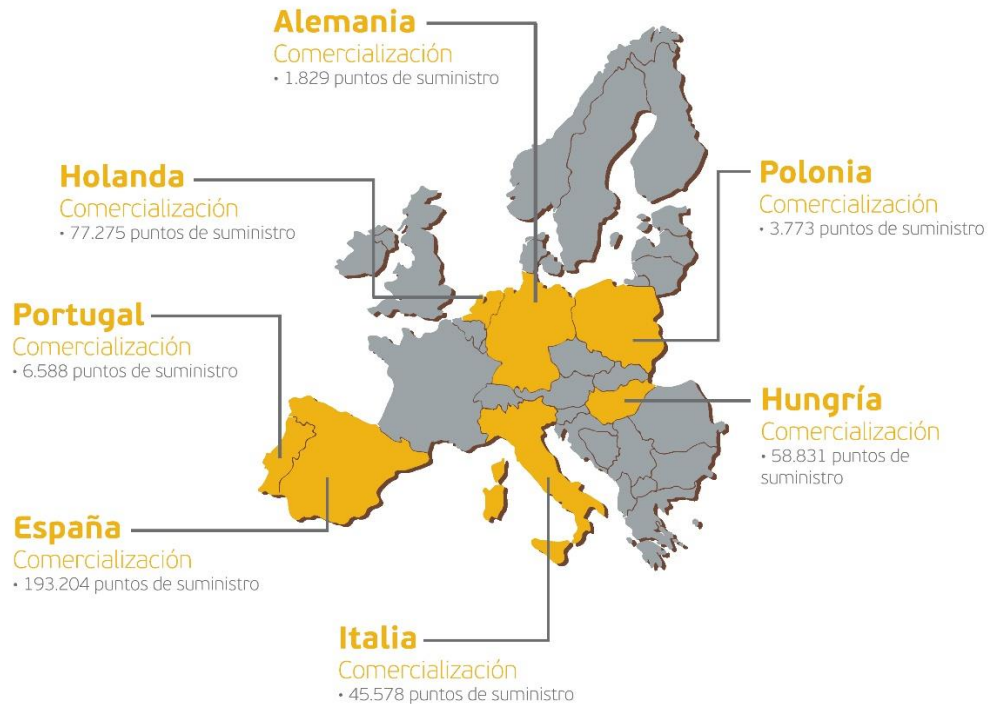 Alemania
Comercialización
• 1.829 puntos de suministro
Holanda
Comercialización
• 77.275 puntos de suministro
Polonia
Comercialización
• 3.773 puntos de suministro
Portugal
Comercialización
• 6.588 puntos de suministro
Hungría
Comercialización
• 58.831 puntos de
suministro
España
Comercialización
• 193.204 puntos de suministro
Italia
Comercialización
• 45.578 puntos de suministro